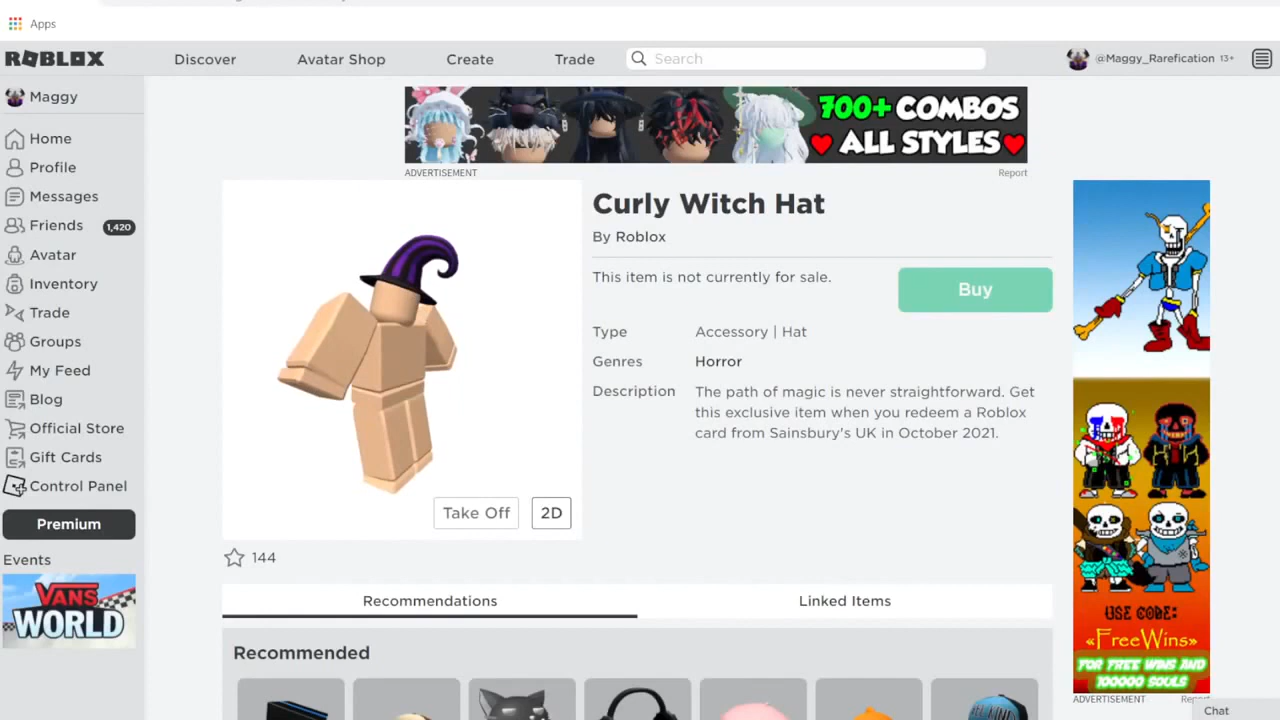 Apps
ROBLOX
Discover
Avatar Shop
Create
Trade
Search
@Maggy_Rarefication 13+
Maggy
Home
Profile
Messages
Friends
1,420
Avatar
Inventory
Trade
Groups
My Feed
Blog
Official Store
Gift Cards
Control Panel
Premium
Events
VANS
WORLD
700+ COMBOS
ALL STYLES
ADVERTISEMENT
Report
Curly Witch Hat
By Roblox
This item is not currently for sale.
Buy
Type
Accessory | Hat
Genres
Horror
Description
The path of magic is never straightforward. Get
this exclusive item when you redeem a Roblox
card from Sainsbury's UK in October 2021.
Take Off
2D
144
Recommendations
Linked Items
Recommended
USE CODE:
«FreeWins»
FOR FREE WINS AND
100000 SOULS
ADVERTISEMENT
Chat